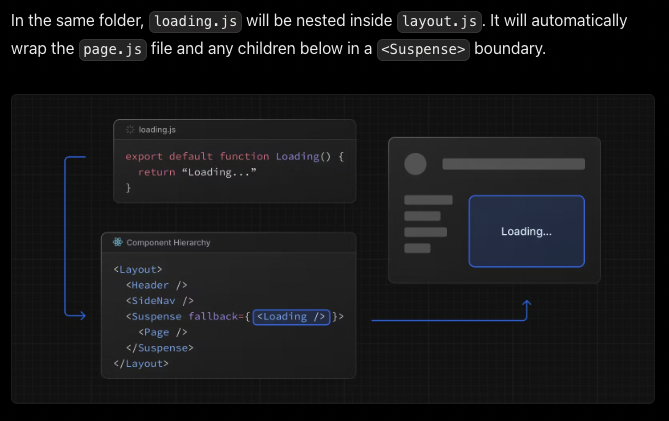 In the same folder, loading.js will be nested inside layout.js. It will automatically
wrap the page.js file and any children below in a <Suspense> boundary.
loading.js
export default function Loading() {
return “Loading...”
}
Component Hierarchy
<Layout>
<Header />
<SideNav />
<Suspense fallback={<Loading />}>
<Page />
</Suspense>
</Layout>
Loading...